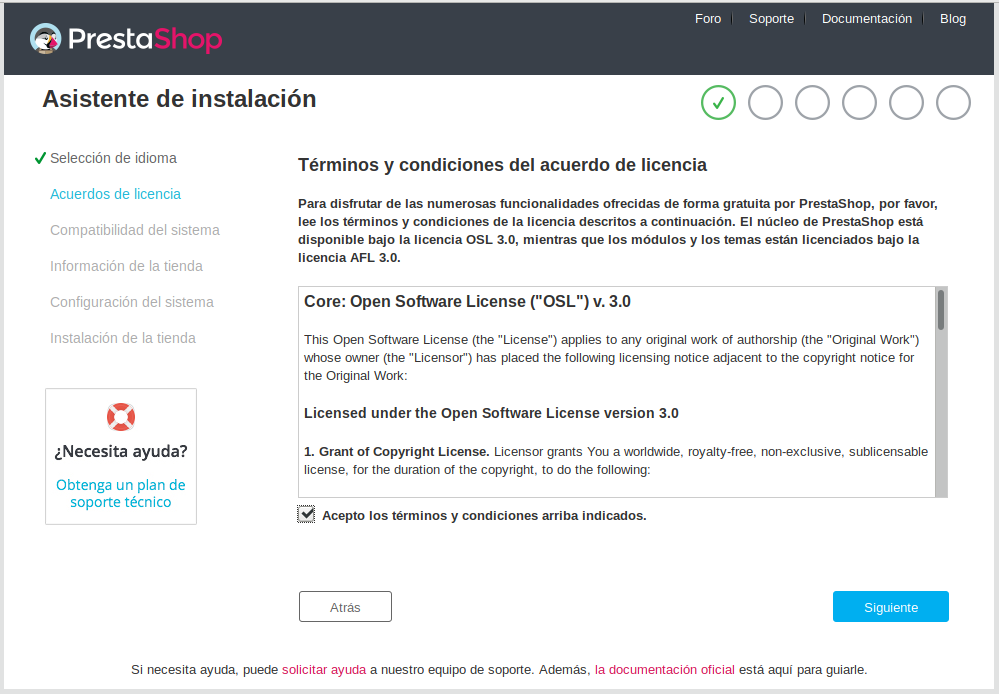 PrestaShop
Foro
Soporte
Documentación
Blog
Asistente de instalación
Selección de idioma
Acuerdos de licencia
Compatibilidad del sistema
Información de la tienda
Configuración del sistema
Instalación de la tienda
¿Necesita ayuda?
Obtenga un plan de
soporte técnico
Términos y condiciones del acuerdo de licencia
Para disfrutar de las numerosas funcionalidades ofrecidas de forma gratuita por PrestaShop, por favor,
lee los términos y condiciones de la licencia descritos a continuación. El núcleo de PrestaShop está
disponible bajo la licencia OSL 3.0, mientras que los módulos y los temas están licenciados bajo la
licencia AFL 3.0.
Core: Open Software License ("OSL") v. 3.0
This Open Software License (the "License") applies to any original work of authorship (the "Original Work")
whose owner (the "Licensor") has placed the following licensing notice adjacent to the copyright notice for
the Original Work:
Licensed under the Open Software License version 3.0
1. Grant of Copyright License. Licensor grants You a worldwide, royalty-free, non-exclusive, sublicensable
license, for the duration of the copyright, to do the following:
Acepto los términos y condiciones arriba indicados.
Atrás
Siguiente
Si necesita ayuda, puede solicitar ayuda a nuestro equipo de soporte. Además, la documentación oficial está aquí para guiarle.